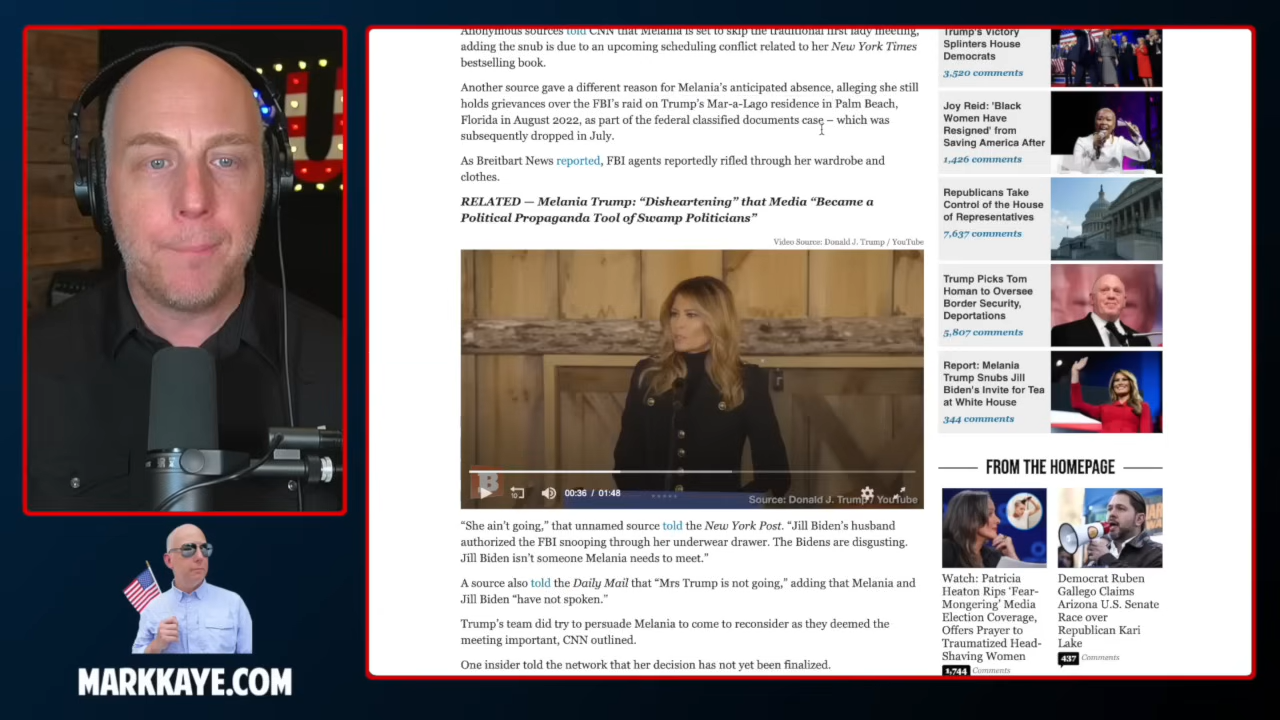 Anonymous sources told CNN that Melania is set to skip the traditional first lady meeting,
adding the snub is due to an upcoming scheduling conflict related to her New York Times
bestselling book.
Another source gave a different reason for Melania's anticipated absence, alleging she still
holds grievances over the FBI's raid on Trump's Mar-a-Lago residence in Palm Beach,
Florida in August 2022, as part of the federal classified documents case – which was
subsequently dropped in July.
As Breitbart News reported, FBI agents reportedly rifled through her wardrobe and
clothes.
RELATED — Melania Trump: “Disheartening” that Media “Became a
Political Propaganda Tool of Swamp Politicians”
Video Source: Donald J. Trump / YouTube
B
10
00:36 / 01:48
Source: Donald J. Trump / YouTube
“She ain't going,” that unnamed source told the New York Post. “Jill Biden's husband
authorized the FBI snooping through her underwear drawer. The Bidens are disgusting.
Jill Biden isn't someone Melania needs to meet.”
A source also told the Daily Mail that “Mrs Trump is not going,” adding that Melania and
Jill Biden “have not spoken.”
Trump's team did try to persuade Melania to come to reconsider as they deemed the
meeting important, CNN outlined.
One insider told the network that her decision has not yet been finalized.
Trump's Victory
Splinters House
Democrats
3,520 comments
Joy Reid: 'Black
Women Have
Resigned' from
Saving America After
1,426 comments
Republicans Take
Control of the House
of Representatives
7,637 comments
Trump Picks Tom
Homan to Oversee
Border Security,
Deportations
5,807 comments
Report: Melania
Trump Snubs Jill
Biden's Invite for Tea
at White House
344 comments
FROM THE HOMEPAGE
Watch: Patricia
Heaton Rips 'Fear-
Mongering' Media
Election Coverage,
Offers Prayer to
Traumatized Head-
Shaving Women
1,744 Comments
Democrat Ruben
Gallego Claims
Arizona U.S. Senate
Race over
Republican Kari
Lake
437 Comments
MARKKAYE.COM